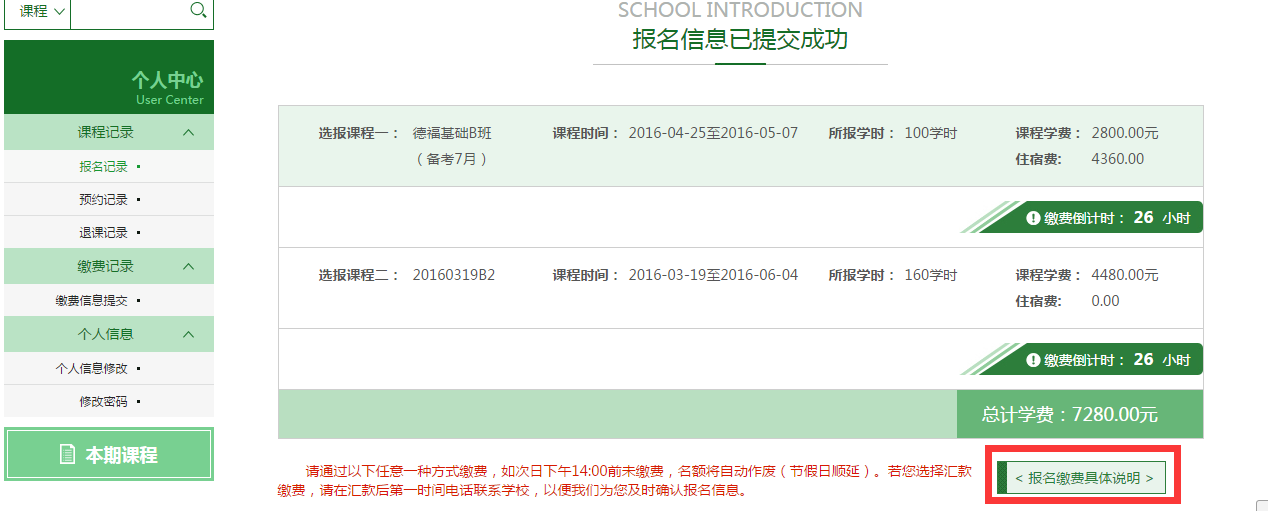 课程
SCHOOL INTRODUCTION
报名信息已提交成功
个人中心
User Center
课程记录
报名记录
预约记录
退课记录
缴费记录
缴费信息提交
个人信息
个人信息修改
修改密码
本期课程
选报课程一： 德福基础B班 课程时间： 2016-04-25至2016-05-07 所报学时： 100学时 课程学费： 2800.00元
（备考7月） 住宿费: 4360.00
缴费倒计时： 26 小时
选报课程二： 20160319B2 课程时间： 2016-03-19至2016-06-04 所报学时： 160学时 课程学费： 4480.00元
住宿费: 0.00
缴费倒计时： 26 小时
总计学费：7280.00元
请通过以下任意一种方式缴费，如次日下午14:00前未缴费，名额将自动作废（节假日顺延）。若您选择汇款
缴费，请在汇款后第一时间电话联系学校，以便我们为您及时确认报名信息。
< 报名缴费具体说明 >